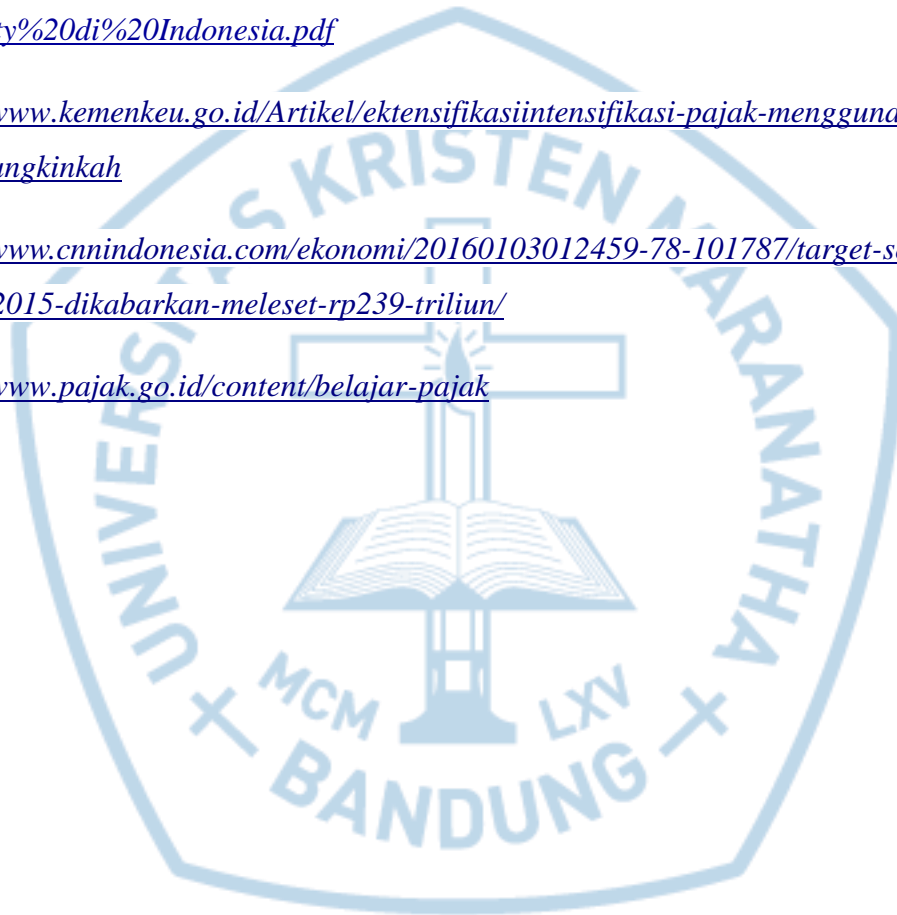 ty%20di%20Indonesia.pdf
www.kemenkeu.go.id/Artikel/ektensifikasiintensifikasi-pajak-mengguna
ngkinkah
www.cnnindonesia.com/ekonomi/20160103012459-78-101787/target-s
2015-dikabarkan-meleset-rp239-triliun/
www.pajak.go.id/content/belajar-pajak
UNIVERSITAS KRISTEN MARANATHA
MCM LXV
BANDUNG